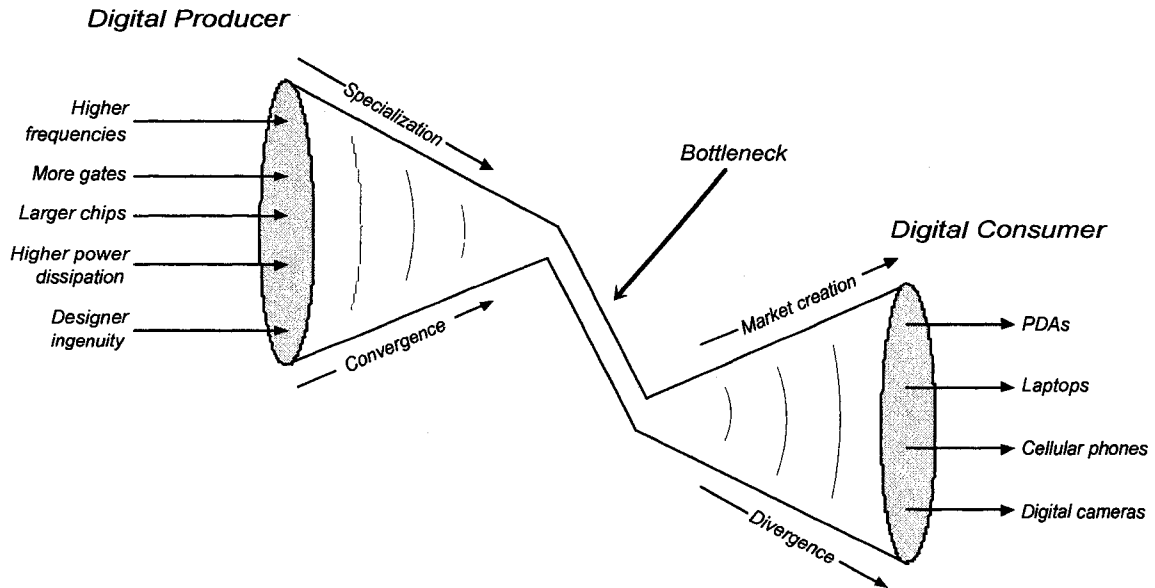 Digital Producer
Specialization
Higher
frequencies
More gates
Larger chips
Higher power
dissipation
Designer
ingenuity
Convergence
Bottleneck
Digital Consumer
Market creation
PDAs
Laptops
Cellular phones
Digital cameras
Divergence